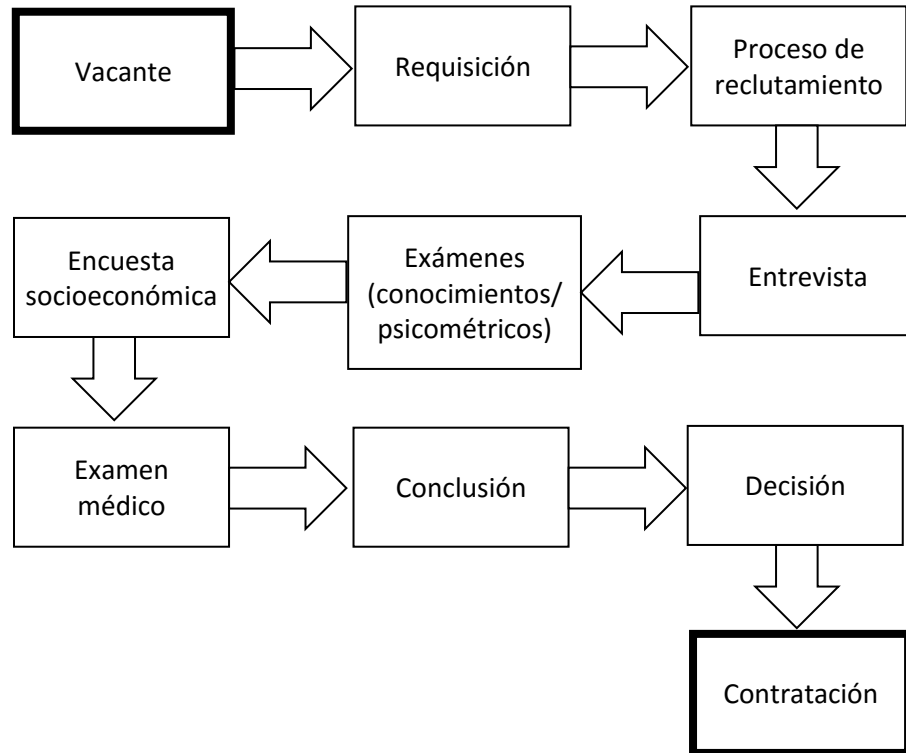 Vacante
Requisición
Proceso de
reclutamiento
Entrevista
Exámenes
(conocimientos/
psicométricos)
Encuesta
socioeconómica
Examen
médico
Conclusión
Decisión
Contratación